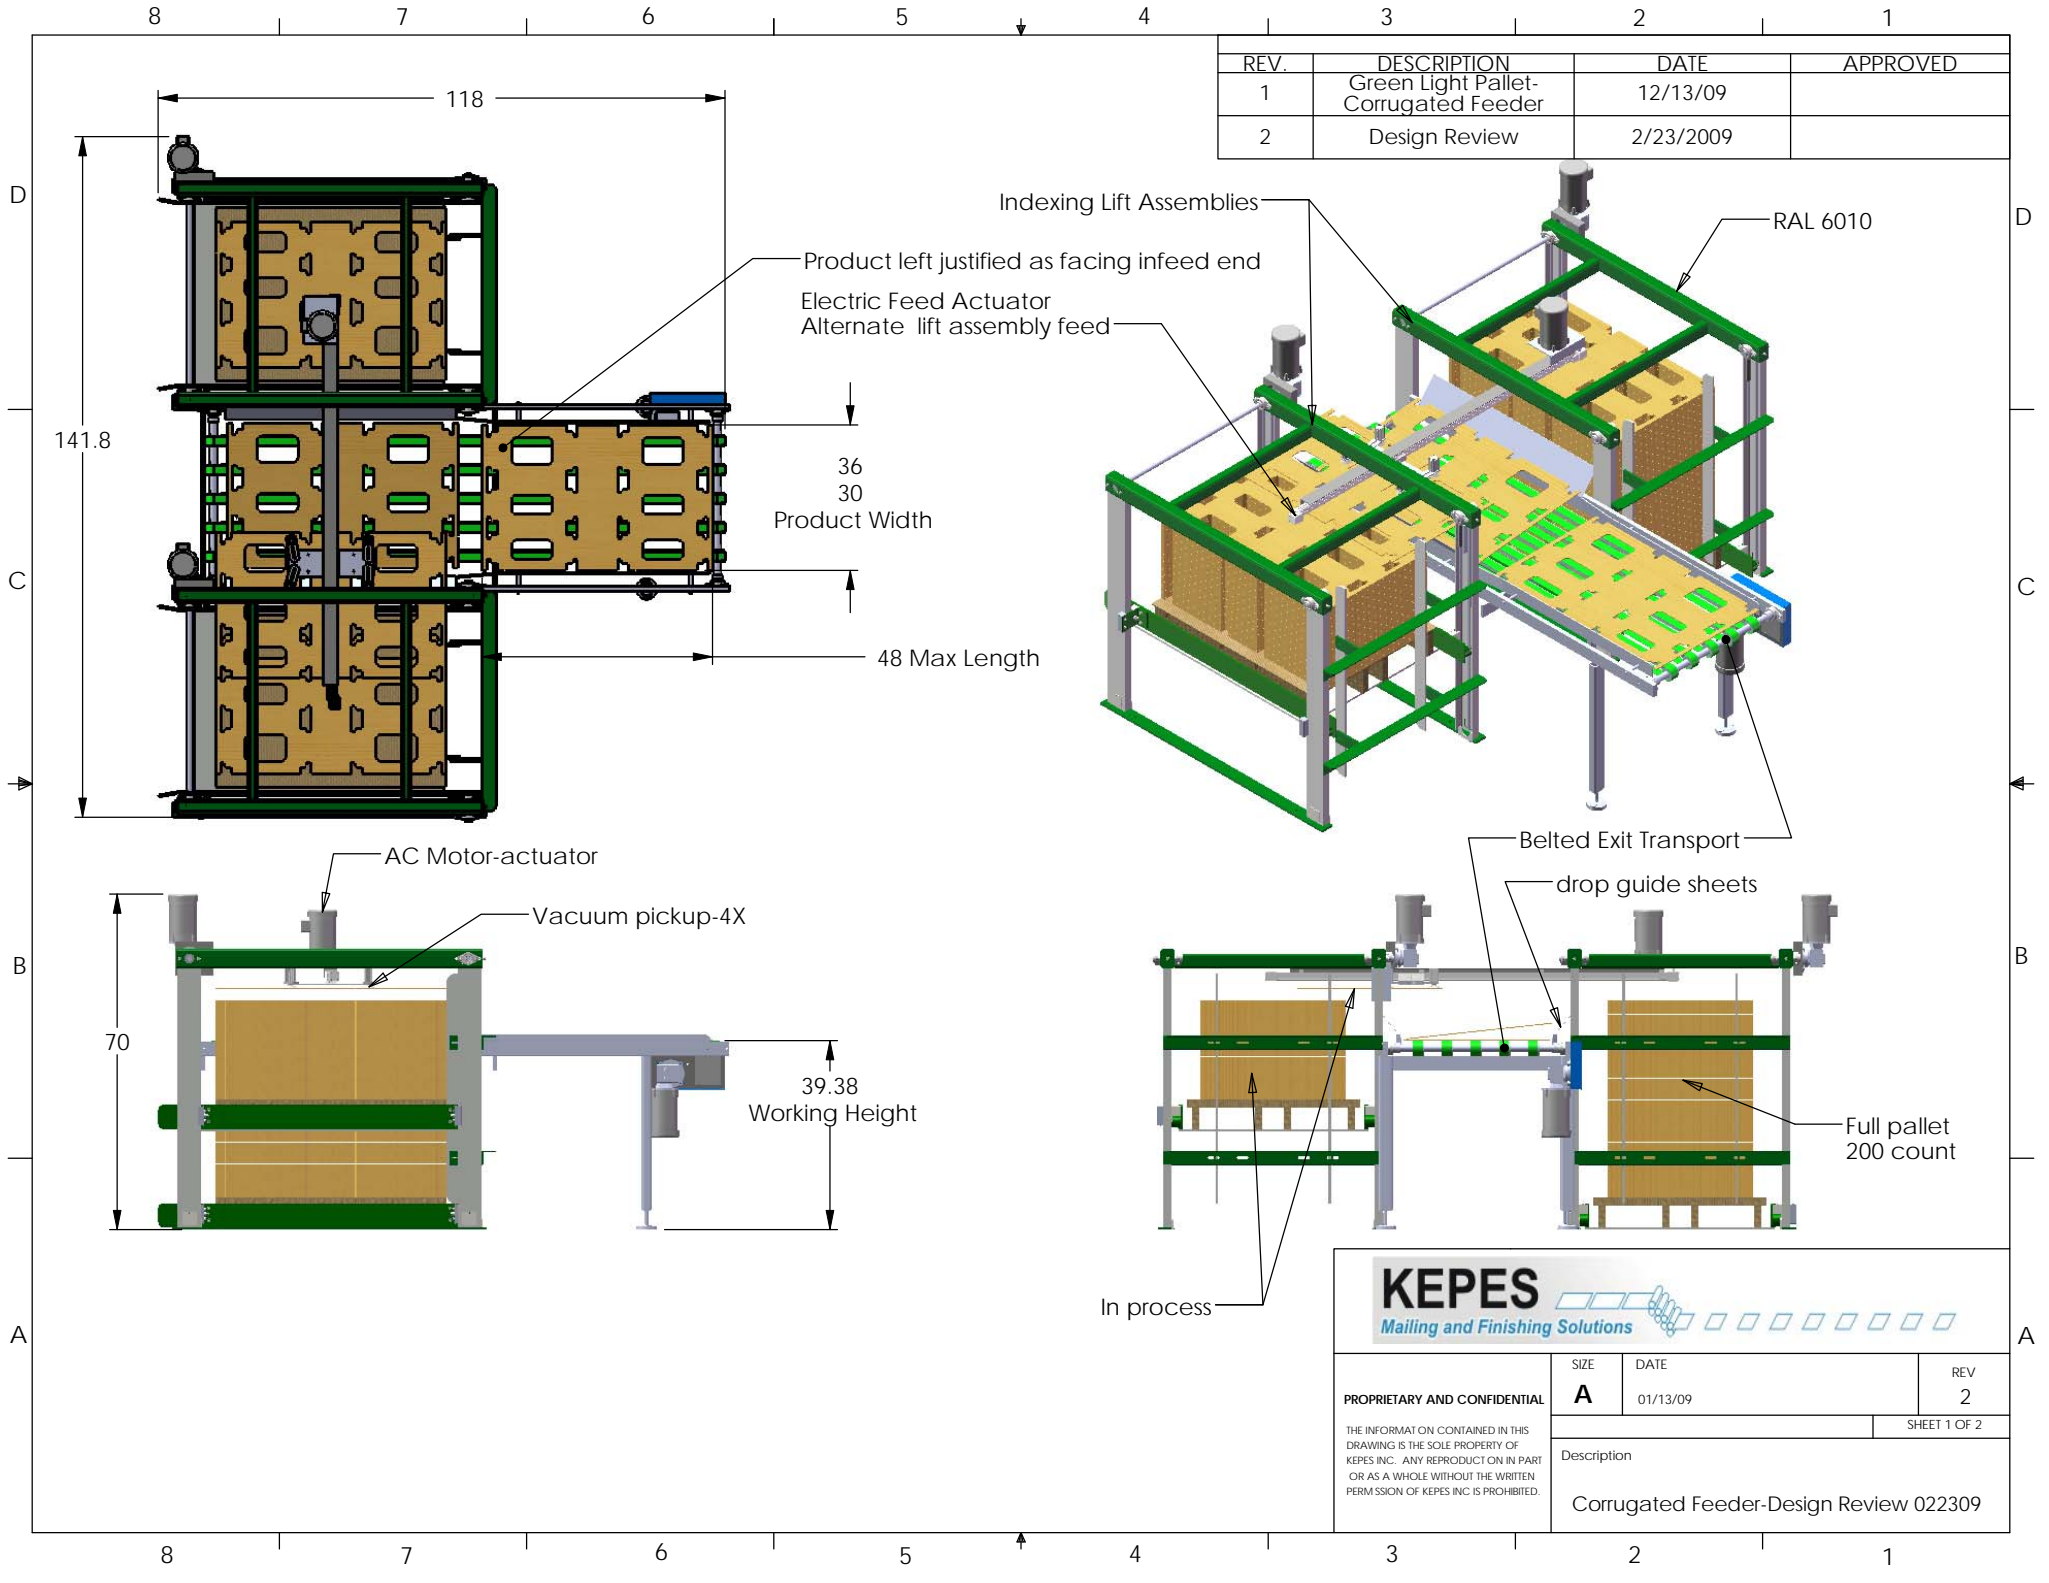 8 7 6 5 4 3 2 1
REV. DESCRIPTION DATE APPROVED
1 Green Light Pallet-
Corrugated Feeder 12/13/09
2 Design Review 2/23/2009
118
D
D
Indexing Lift Assemblies
RAL 6010
Product left justified as facing infeed end
Electric Feed Actuator
Alternate lift assembly feed
141.8
36
30
Product Width
C
C
48 Max Length
Belted Exit Transport
AC Motor-actuator
drop guide sheets
Vacuum pickup-4X
B
B
70
39.38
Working Height
Full pallet
200 count
In process
A
A
KEPES
Mailing and Finishing Solutions
SIZE
A
DATE
01/13/09
REV
2
PROPRIETARY AND CONFIDENTIAL
SHEET 1 OF 2
THE INFORMAT ON CONTAINED IN THIS
DRAWING IS THE SOLE PROPERTY OF
KEPES INC. ANY REPRODUCT ON IN PART
OR AS A WHOLE WITHOUT THE WRITTEN
PERM SSION OF KEPES INC IS PROHIBITED.
Description
Corrugated Feeder-Design Review 022309
8 7 6 5 4 3 2 1